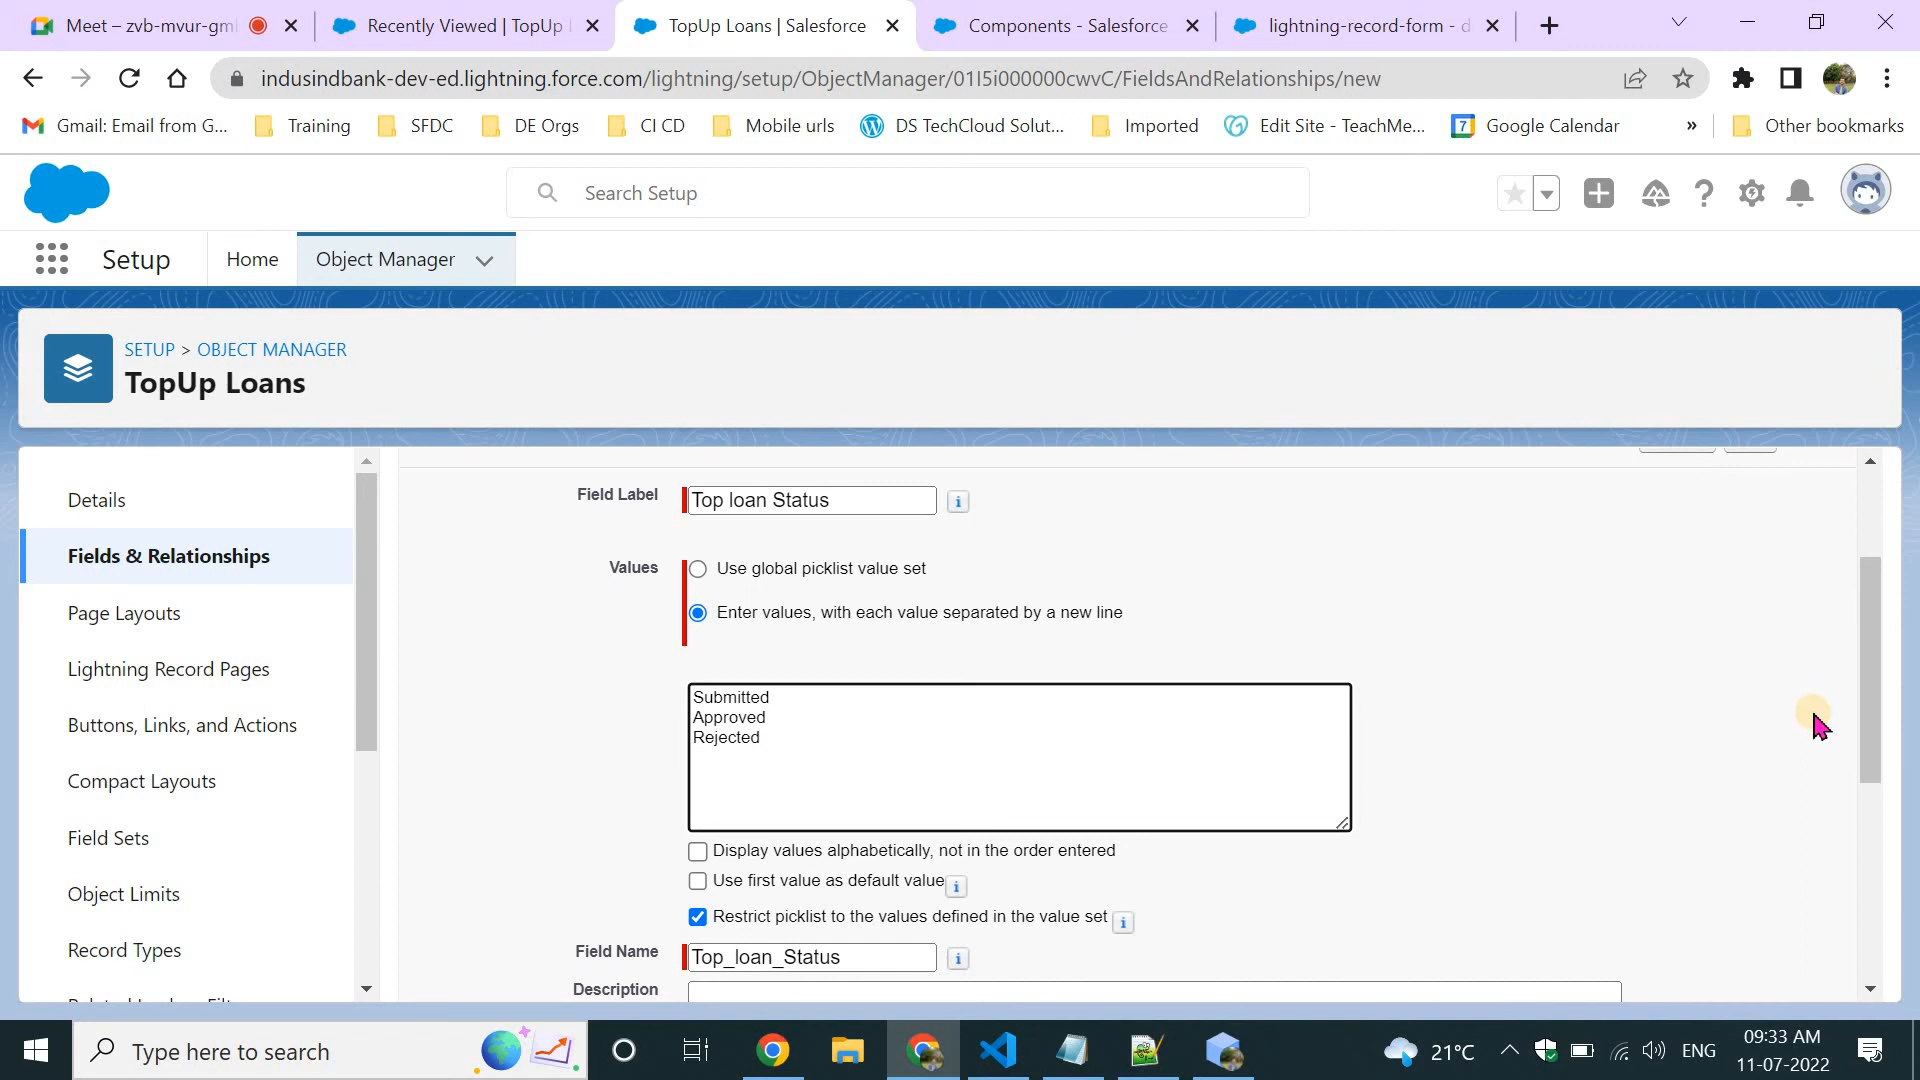 Meet – zvb-mvur-gm
Recently Viewed | TopUp
TopUp Loans | Salesforce
Components - Salesforce
lightning-record-form - d
indusindbank-dev-ed.lightning.force.com/lightning/setup/ObjectManager/01I5i000000cwvC/FieldsAndRelationships/new
Gmail: Email from G...
Training
SFDC
DE Orgs
CI CD
Mobile urls
DS TechCloud Solut...
Imported
Edit Site - TeachMe...
7
Google Calendar
»
Other bookmarks
Search Setup
Setup
Home
Object Manager
SETUP > OBJECT MANAGER
TopUp Loans
Details
Fields & Relationships
Page Layouts
Lightning Record Pages
Buttons, Links, and Actions
Compact Layouts
Field Sets
Object Limits
Record Types
Field Label
Top loan Status
i
Values
Use global picklist value set
Enter values, with each value separated by a new line
Submitted
Approved
Rejected
Display values alphabetically, not in the order entered
Use first value as default value
i
Restrict picklist to the values defined in the value set
i
Field Name
Top_loan_Status
i
Description
Type here to search
21°C
ENG
09:33 AM
11-07-2022